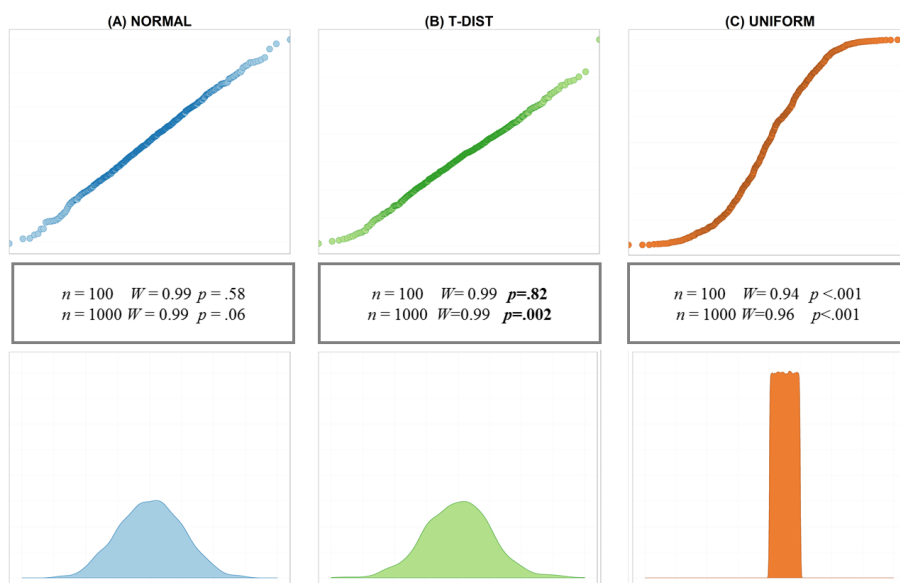 (A) NORMAL
(B) T-DIST
(C) UNIFORM
n = 100 W = 0.99 p = .58
n = 1000 W = 0.99 p = .06
n = 100 W= 0.99 p=.82
n = 1000 W=0.99 p=.002
n = 100 W= 0.94 p <.001
n = 1000 W=0.96 p<.001